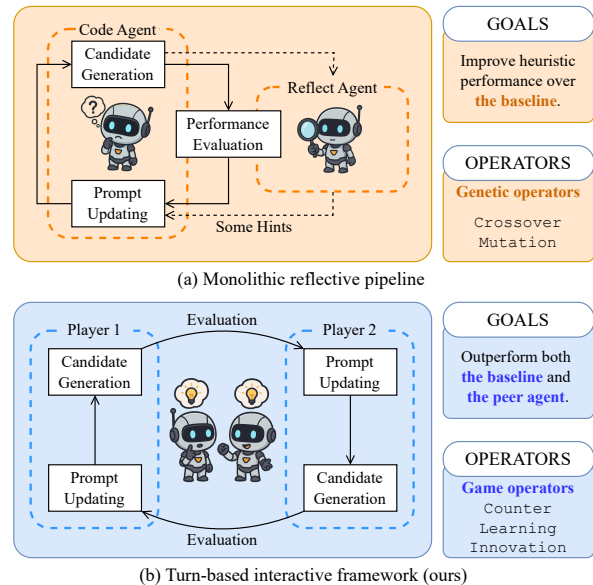 Code Agent
Candidate
Generation
?
Performance
Evaluation
Prompt
Updating
Reflect Agent
Some Hints
GOALS
Improve heuristic
performance over
the baseline.
OPERATORS
Genetic operators
Crossover
Mutation
(a) Monolithic reflective pipeline
Player 1
Candidate
Generation
Prompt
Updating
Evaluation
Player 2
Prompt
Updating
Candidate
Generation
Evaluation
GOALS
Outperform both
the baseline and
the peer agent.
OPERATORS
Game operators
Counter
Learning
Innovation
(b) Turn-based interactive framework (ours)